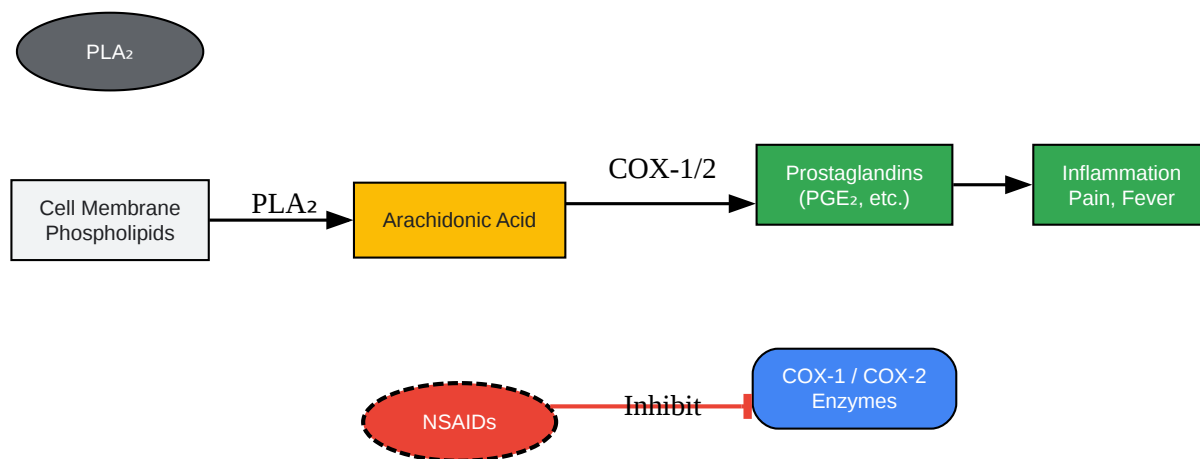 PLA₂
Cell Membrane
Phospholipids
PLA₂
Arachidonic Acid
COX-1/2
Prostaglandins
(PGE₂, etc.)
Inflammation
Pain, Fever
NSAIDs
Inhibit
COX-1 / COX-2
Enzymes